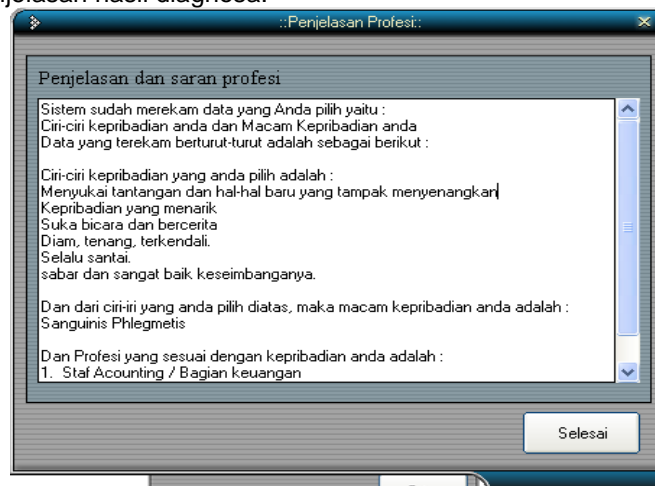 jelasan hasil diagnosa.
::Penjelasan Profesi::
Penjelasan dan saran profesi
Sistem sudah merekam data yang Anda pilih yaitu :
Ciri-ciri kepribadian anda dan Macam Kepribadian anda
Data yang terekam berturut-turut adalah sebagai berikut :
Ciri-ciri kepribadian yang anda pilih adalah :
Menyukai tantangan dan hal-hal baru yang tampak menyenangkan
Kepribadian yang menarik
Suka bicara dan bercerita
Diam, tenang, terkendali.
Selalu santai.
sabar dan sangat baik keseimbanganya.
Dan dari ciri-iri yang anda pilih diatas, maka macam kepribadian anda adalah :
Sanguinis Phlegmetis
Dan Profesi yang sesuai dengan kepribadian anda adalah :
1. Staf Acounting / Bagian keuangan
Selesai